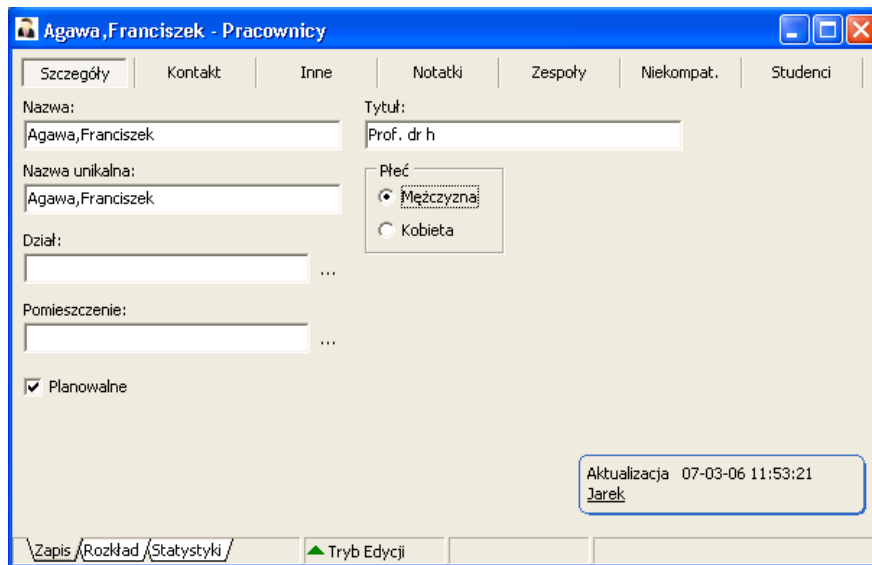 Agawa,Franciszek - Pracownicy
Szczegóły Kontakt Inne Notatki Zespoły Niekompat. Studenci
Nazwa: Tytuł:
Agawa,Franciszek Prof. dr h
Nazwa unikalna: Płeć
Agawa,Franciszek Mężczyzna
Kobieta
Dział:
...
Pomieszczenie:
...
Planowalne
Aktualizacja 07-03-06 11:53:21
Jarek
Zapis Rozkład Statystyki Tryb Edycji